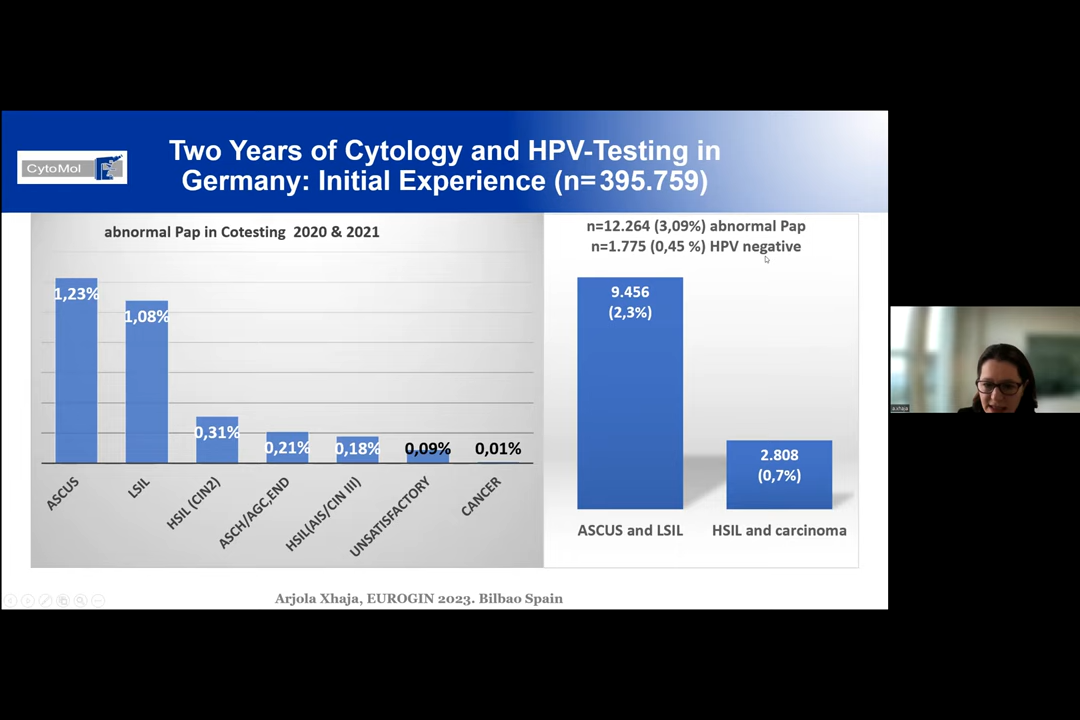 CytoMol
Two Years of Cytology and HPV-Testing in
Germany: Initial Experience (n=395.759)
abnormal Pap in Cotesting 2020 & 2021
1,23%
1,08%
0,31%
0,21%
0,18%
0,09%
0,01%
ASCUS
LSIL
HSIL (CIN2)
ASCH/AGC,END
HSIL(AIS/CIN III)
UNSATISFACTORY
CANCER
n=12.264 (3,09%) abnormal Pap
n=1.775 (0,45 %) HPV negative
9.456
(2,3%)
2.808
(0,7%)
ASCUS and LSIL
HSIL and carcinoma
Arjola Xhaja, EUROGIN 2023. Bilbao Spain
a.xhaja